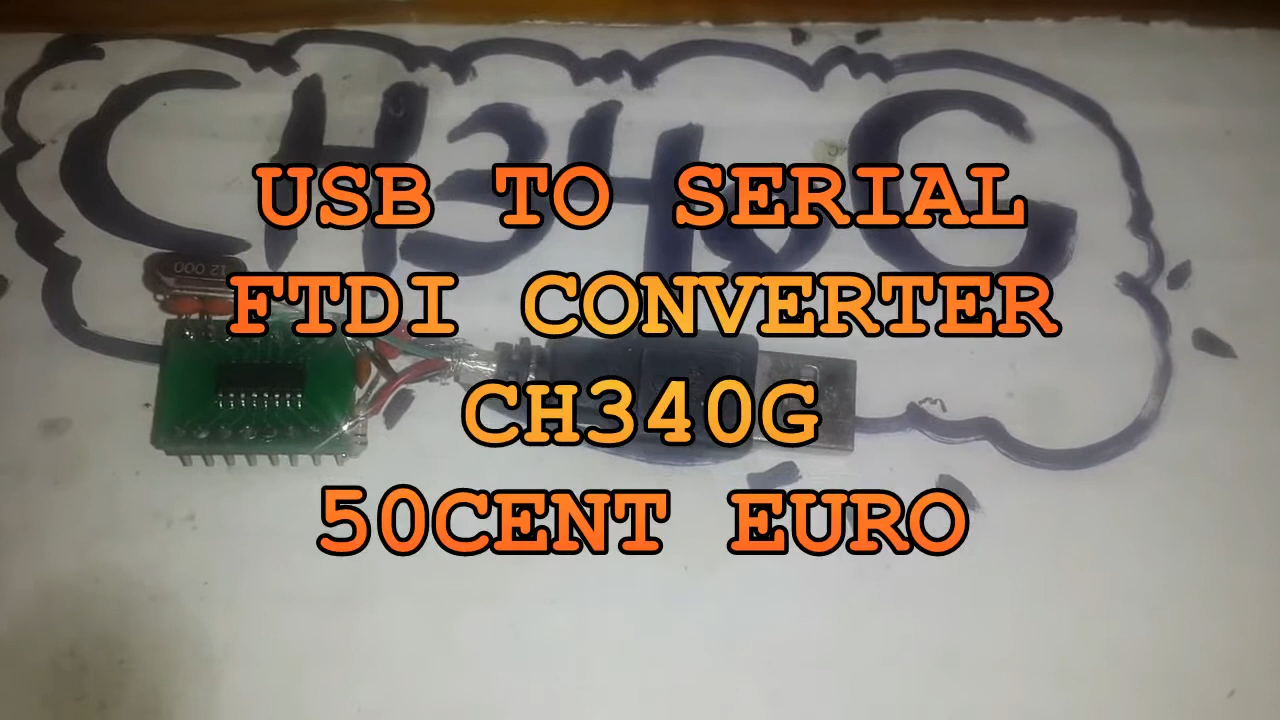 CH340G
USB TO SERIAL
FTDI CONVERTER
CH340G
50CENT EURO
12 000